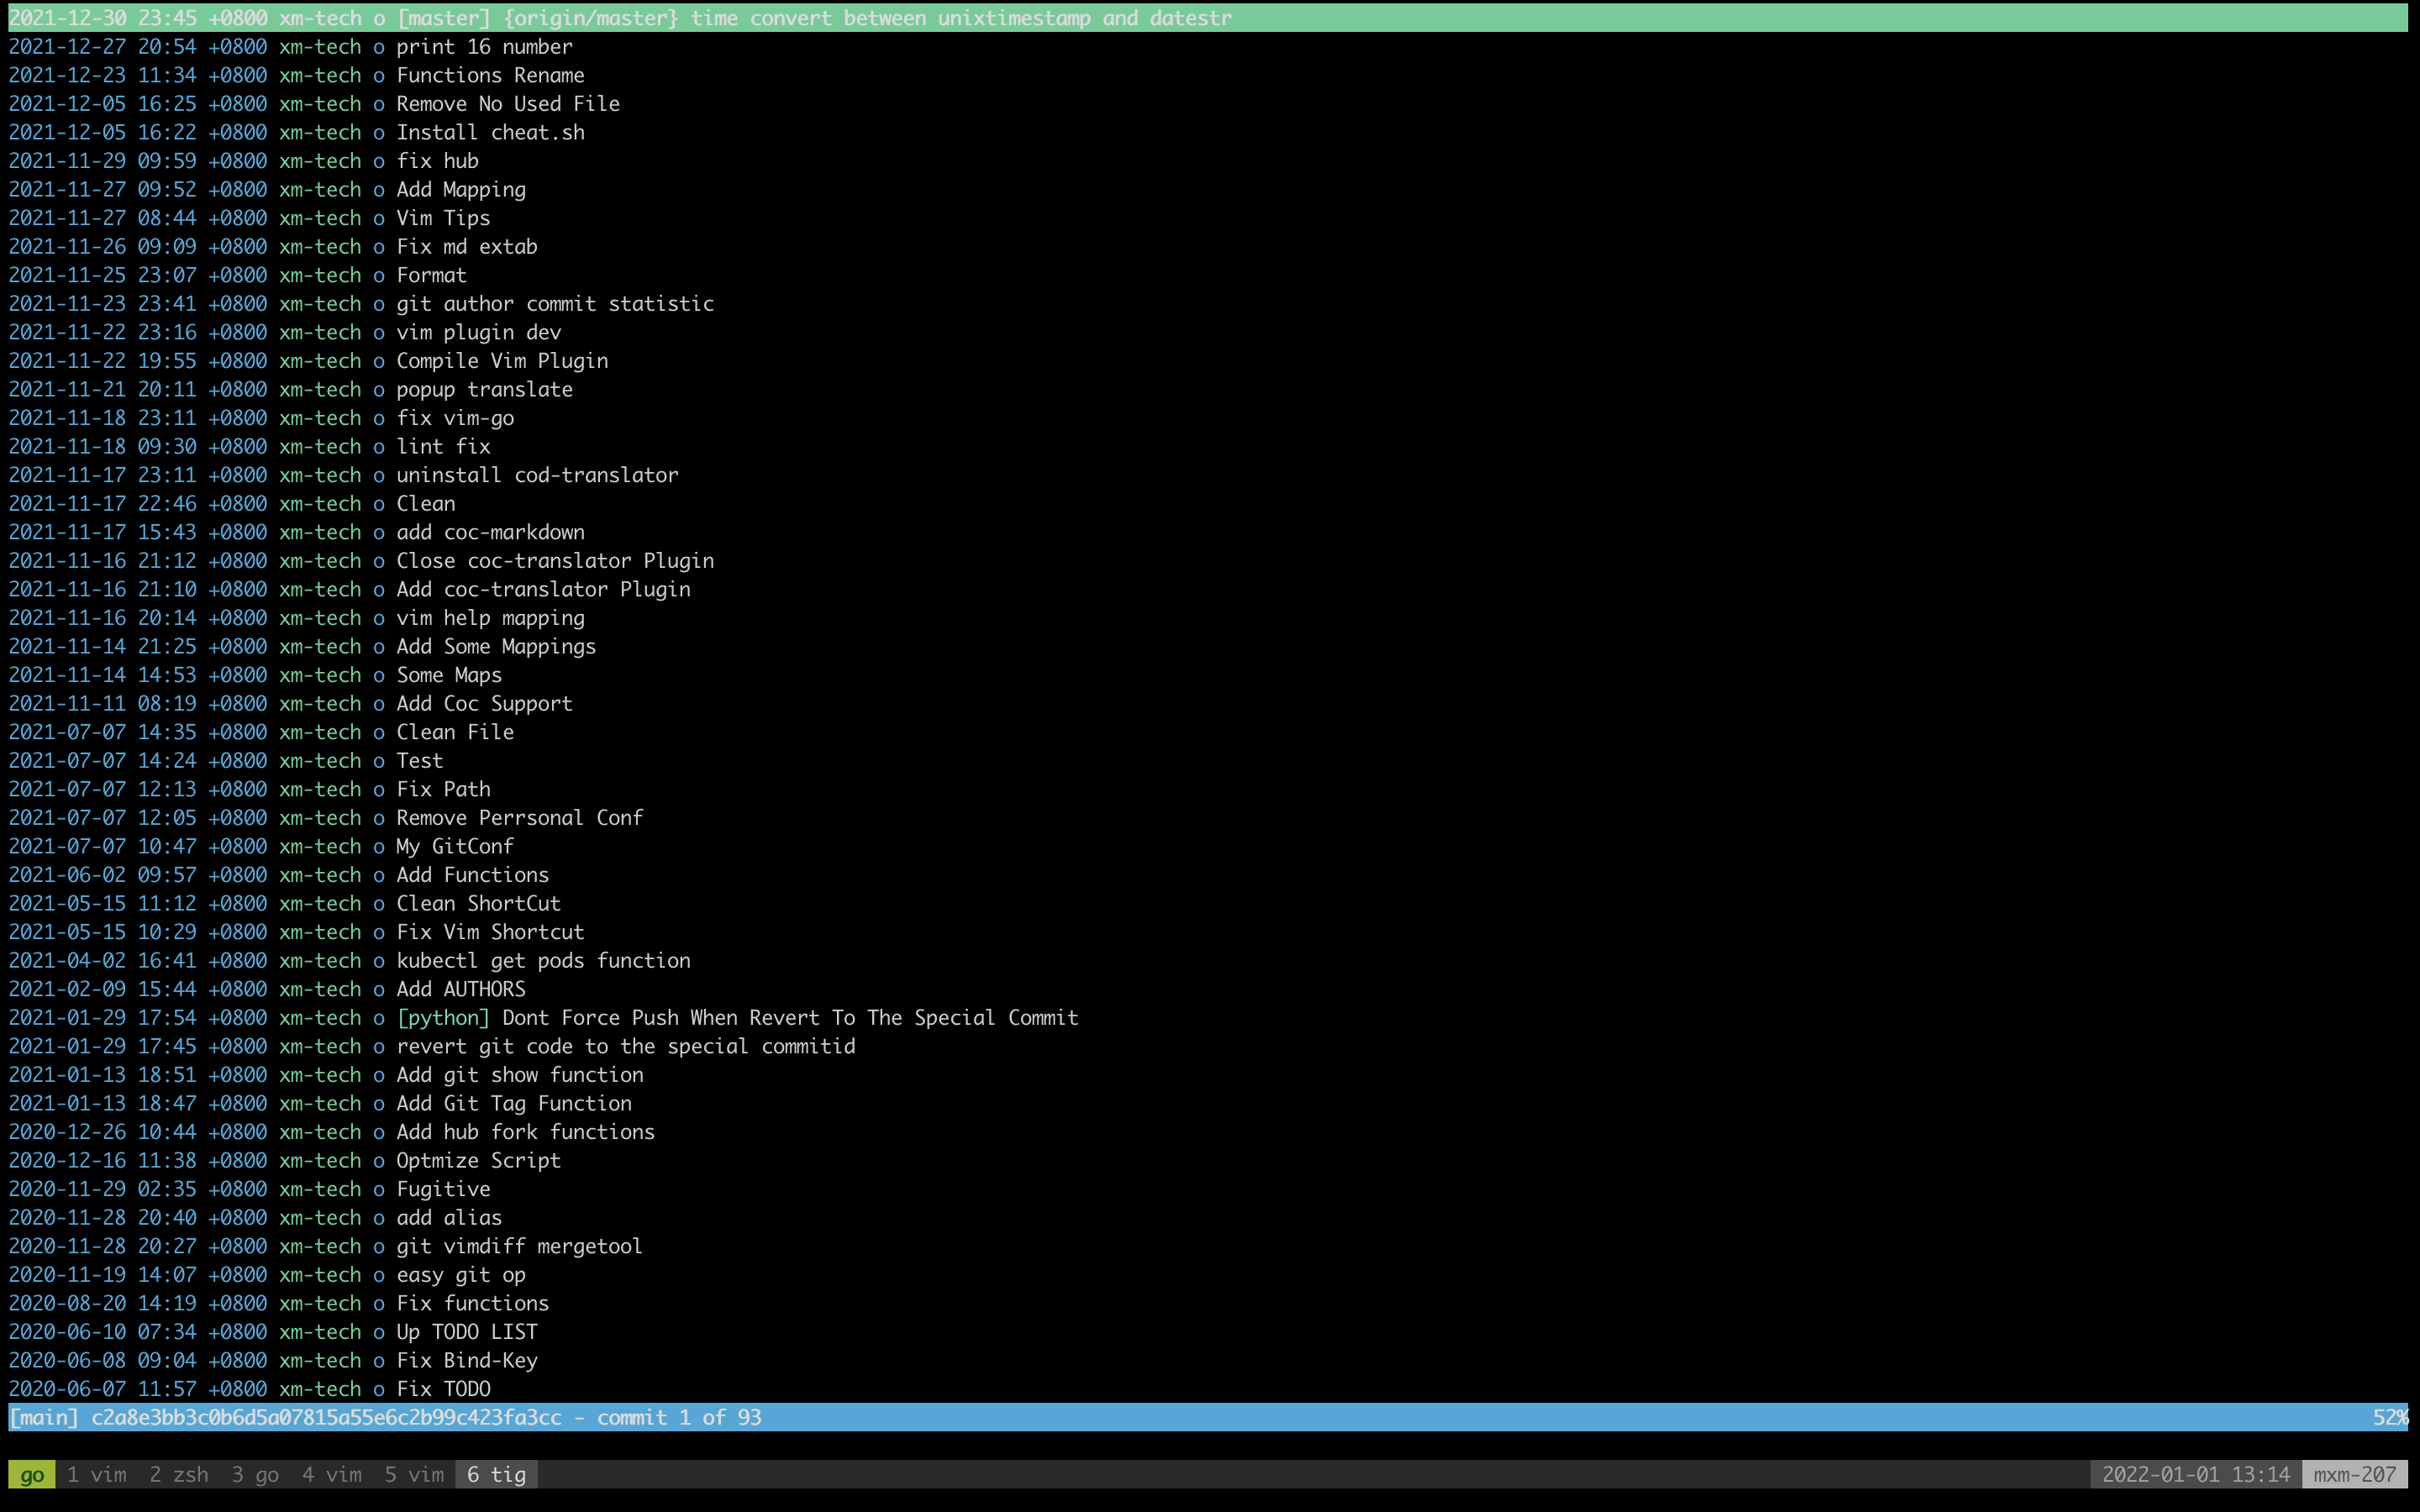 2021-12-30 23:45 +0800 xm-tech o [master] {origin/master} time convert between unixtimestamp and datestr
2021-12-27 20:54 +0800 xm-tech o print 16 number
2021-12-23 11:34 +0800 xm-tech o Functions Rename
2021-12-05 16:25 +0800 xm-tech o Remove No Used File
2021-12-05 16:22 +0800 xm-tech o Install cheat.sh
2021-11-29 09:59 +0800 xm-tech o fix hub
2021-11-27 09:52 +0800 xm-tech o Add Mapping
2021-11-27 08:44 +0800 xm-tech o Vim Tips
2021-11-26 09:09 +0800 xm-tech o Fix md extab
2021-11-25 23:07 +0800 xm-tech o Format
2021-11-23 23:41 +0800 xm-tech o git author commit statistic
2021-11-22 23:16 +0800 xm-tech o vim plugin dev
2021-11-22 19:55 +0800 xm-tech o Compile Vim Plugin
2021-11-21 20:11 +0800 xm-tech o popup translate
2021-11-18 23:11 +0800 xm-tech o fix vim-go
2021-11-18 09:30 +0800 xm-tech o lint fix
2021-11-17 23:11 +0800 xm-tech o uninstall cod-translator
2021-11-17 22:46 +0800 xm-tech o Clean
2021-11-17 15:43 +0800 xm-tech o add coc-markdown
2021-11-16 21:12 +0800 xm-tech o Close coc-translator Plugin
2021-11-16 21:10 +0800 xm-tech o Add coc-translator Plugin
2021-11-16 20:14 +0800 xm-tech o vim help mapping
2021-11-14 21:25 +0800 xm-tech o Add Some Mappings
2021-11-14 14:53 +0800 xm-tech o Some Maps
2021-11-11 08:19 +0800 xm-tech o Add Coc Support
2021-07-07 14:35 +0800 xm-tech o Clean File
2021-07-07 14:24 +0800 xm-tech o Test
2021-07-07 12:13 +0800 xm-tech o Fix Path
2021-07-07 12:05 +0800 xm-tech o Remove Perrsonal Conf
2021-07-07 10:47 +0800 xm-tech o My GitConf
2021-06-02 09:57 +0800 xm-tech o Add Functions
2021-05-15 11:12 +0800 xm-tech o Clean ShortCut
2021-05-15 10:29 +0800 xm-tech o Fix Vim Shortcut
2021-04-02 16:41 +0800 xm-tech o kubectl get pods function
2021-02-09 15:44 +0800 xm-tech o Add AUTHORS
2021-01-29 17:54 +0800 xm-tech o [python] Dont Force Push When Revert To The Special Commit
2021-01-29 17:45 +0800 xm-tech o revert git code to the special commitid
2021-01-13 18:51 +0800 xm-tech o Add git show function
2021-01-13 18:47 +0800 xm-tech o Add Git Tag Function
2020-12-26 10:44 +0800 xm-tech o Add hub fork functions
2020-12-16 11:38 +0800 xm-tech o Optmize Script
2020-11-29 02:35 +0800 xm-tech o Fugitive
2020-11-28 20:40 +0800 xm-tech o add alias
2020-11-28 20:27 +0800 xm-tech o git vimdiff mergetool
2020-11-19 14:07 +0800 xm-tech o easy git op
2020-08-20 14:19 +0800 xm-tech o Fix functions
2020-06-10 07:34 +0800 xm-tech o Up TODO LIST
2020-06-08 09:04 +0800 xm-tech o Fix Bind-Key
2020-06-07 11:57 +0800 xm-tech o Fix TODO
[main] c2a8e3bb3c0b6d5a07815a55e6c2b99c423fa3cc - commit 1 of 93 52%
go 1 vim 2 zsh 3 go 4 vim 5 vim 6 tig 2022-01-01 13:14 mxm-207